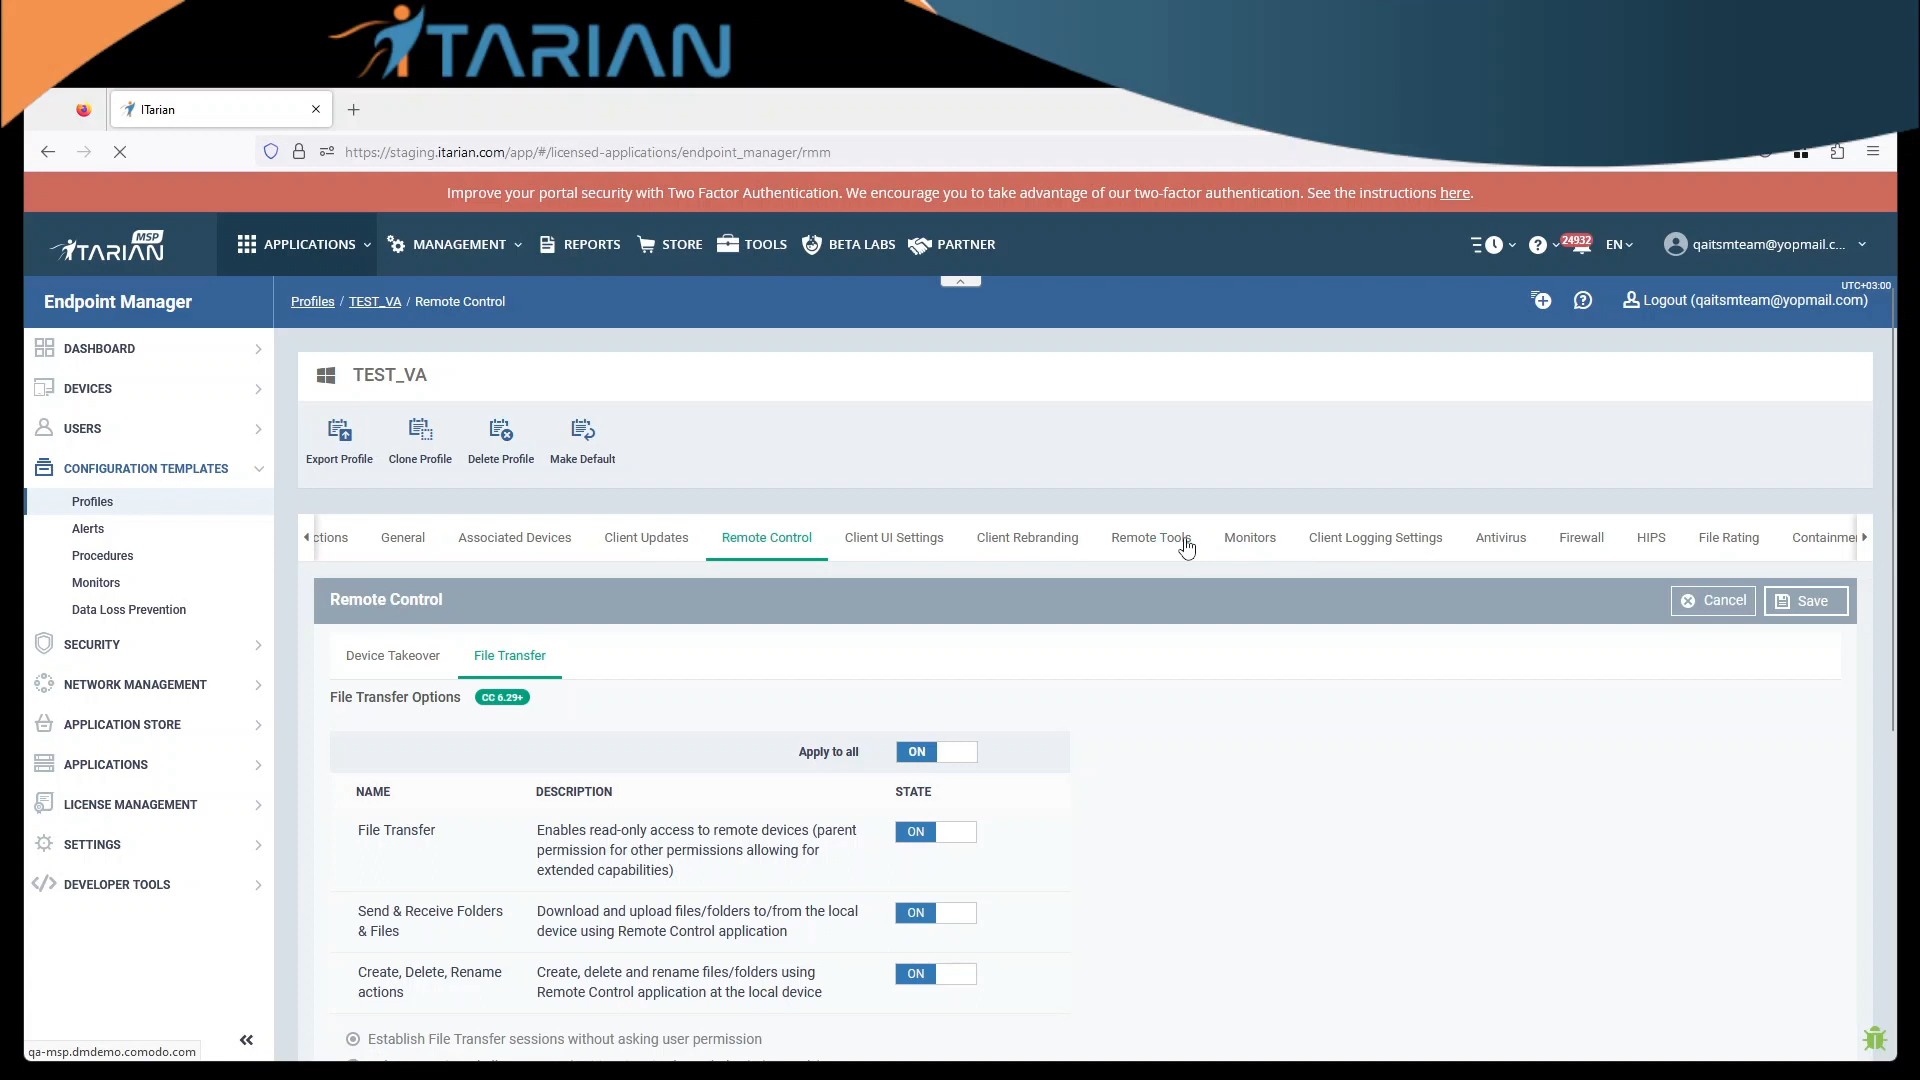 ITARIAN
ITarian
https://staging.itarian.com/app/#/licensed-applications/endpoint_manager/rmm
Improve your portal security with Two Factor Authentication. We encourage you to take advantage of our two-factor authentication. See the instructions here.
ITARIAN MSP
APPLICATIONS
MANAGEMENT
REPORTS
STORE
TOOLS
BETA LABS
PARTNER
24932
EN
qaitsmteam@yopmail.c...
Endpoint Manager
Profiles / TEST_VA / Remote Control
UTC+03:00
Logout (qaitsmteam@yopmail.com)
DASHBOARD
DEVICES
USERS
CONFIGURATION TEMPLATES
Profiles
Alerts
Procedures
Monitors
Data Loss Prevention
SECURITY
NETWORK MANAGEMENT
APPLICATION STORE
APPLICATIONS
LICENSE MANAGEMENT
SETTINGS
DEVELOPER TOOLS
qa-msp.dmdemo.comodo.com
TEST_VA
Export Profile
Clone Profile
Delete Profile
Make Default
ctions
General
Associated Devices
Client Updates
Remote Control
Client UI Settings
Client Rebranding
Remote Tools
Monitors
Client Logging Settings
Antivirus
Firewall
HIPS
File Rating
Containme
Remote Control
Cancel
Save
Device Takeover
File Transfer
File Transfer Options CC 6.29+
Apply to all ON
NAME DESCRIPTION STATE
File Transfer
Enables read-only access to remote devices (parent
permission for other permissions allowing for
extended capabilities)
ON
Send & Receive Folders
& Files
Download and upload files/folders to/from the local
device using Remote Control application
ON
Create, Delete, Rename
actions
Create, delete and rename files/folders using
Remote Control application at the local device
ON
Establish File Transfer sessions without asking user permission